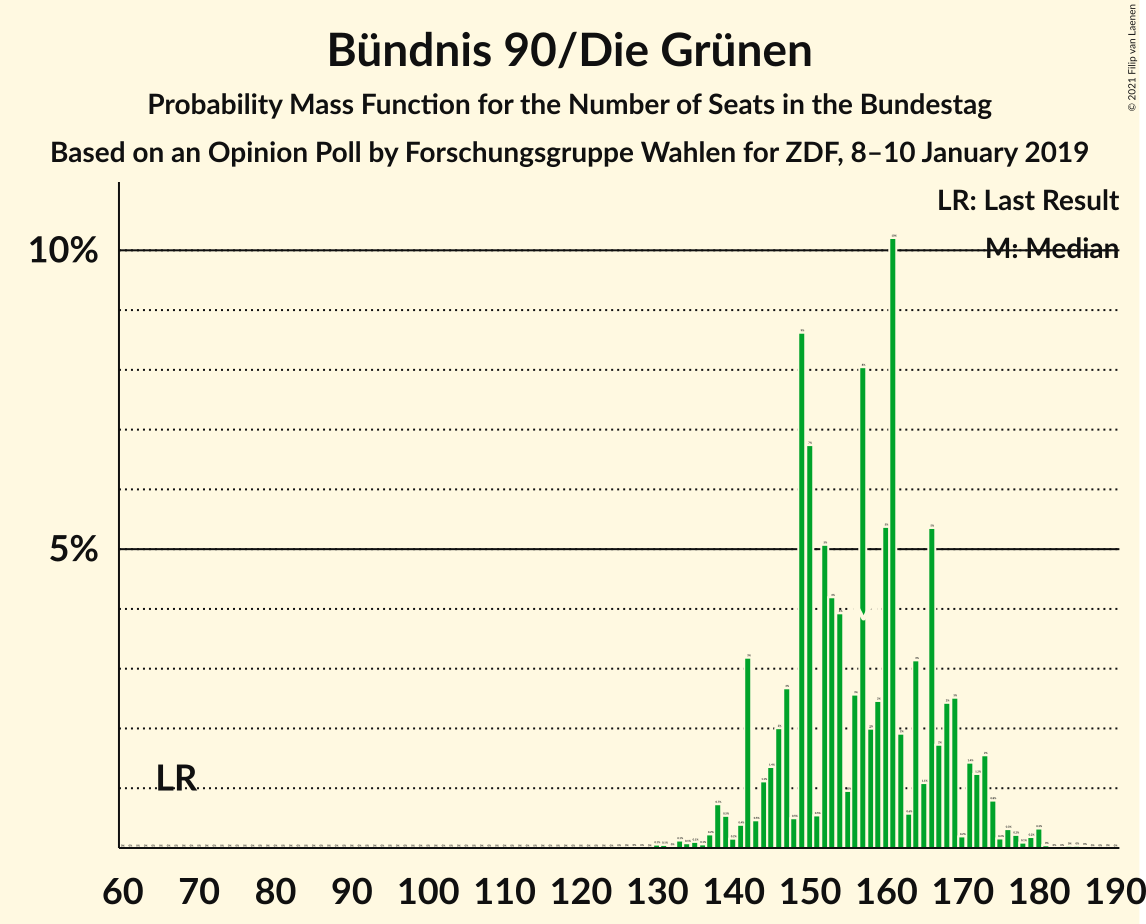 Bündnis 90/Die Grünen
Probability Mass Function for the Number of Seats in the Bundestag
Based on an Opinion Poll by Forschungsgruppe Wahlen for ZDF, 8–10 January 2019
© 2021 Filip van Laenen
LR: Last Result
M: Median
10%
5%
LR
60 70 80 90 100 110 120 130 140 150 160 170 180 190